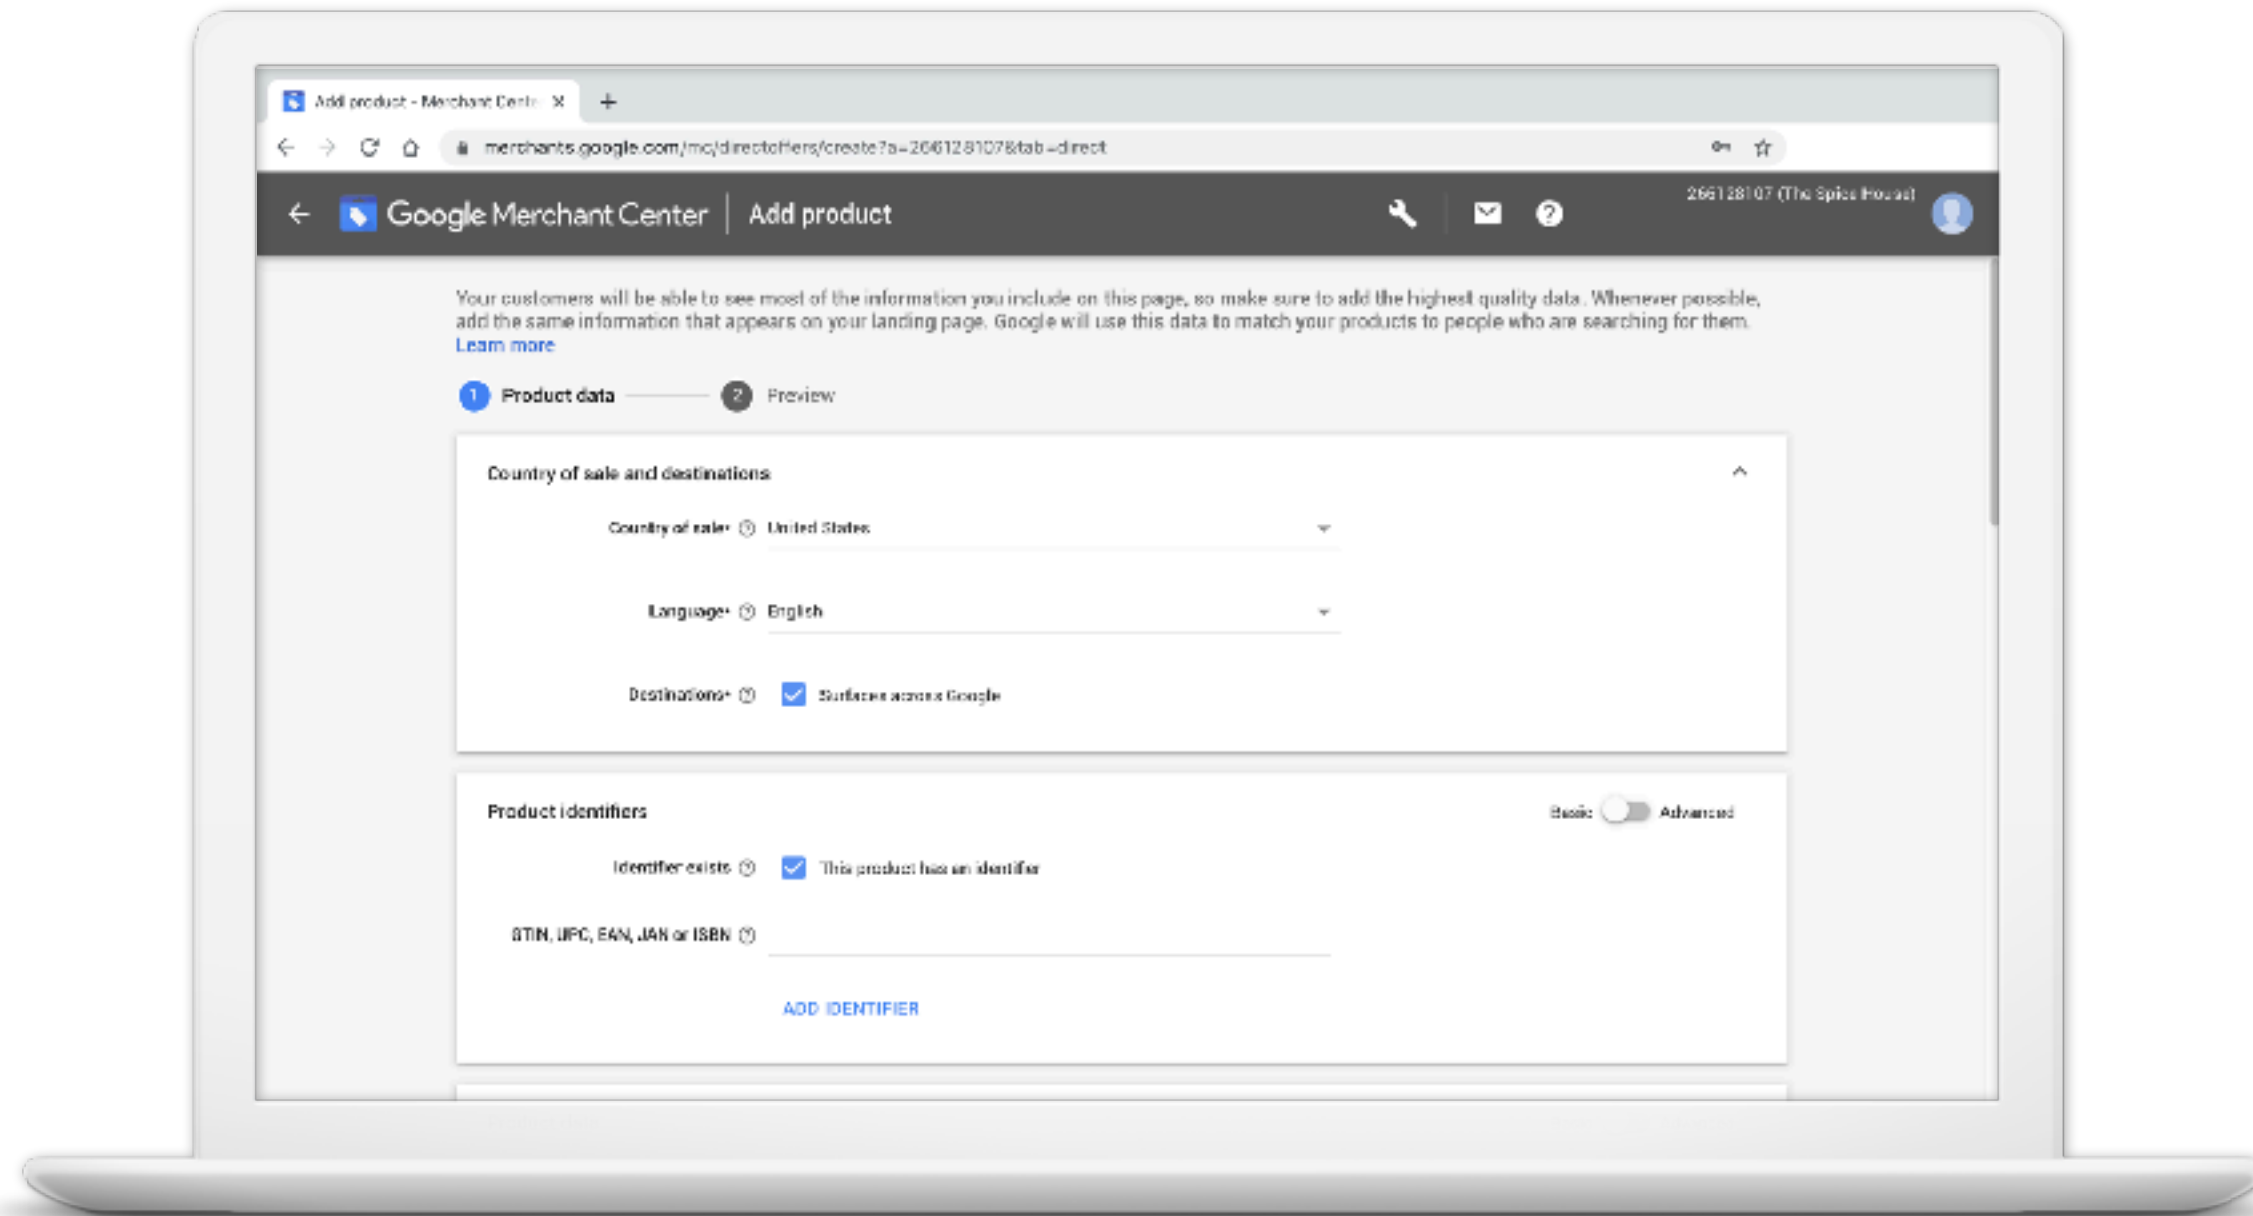 Add product - Merchant Cente
merchants.google.com/mc/directoffers/create?a=266128107&tab=direct
Google Merchant Center | Add product
266128107 (The Spice House)
Your customers will be able to see most of the information you include on this page, so make sure to add the highest quality data. Whenever possible,
add the same information that appears on your landing page. Google will use this data to match your products to people who are searching for them.
Learn more
1 Product data 2 Preview
Country of sale and destinations
Country of sale* United States
Language* English
Destinations* Surfaces across Google
Product identifiers Basic Advanced
Identifier exists This product has an identifier
GTIN, UPC, EAN, JAN or ISBN
ADD IDENTIFIER